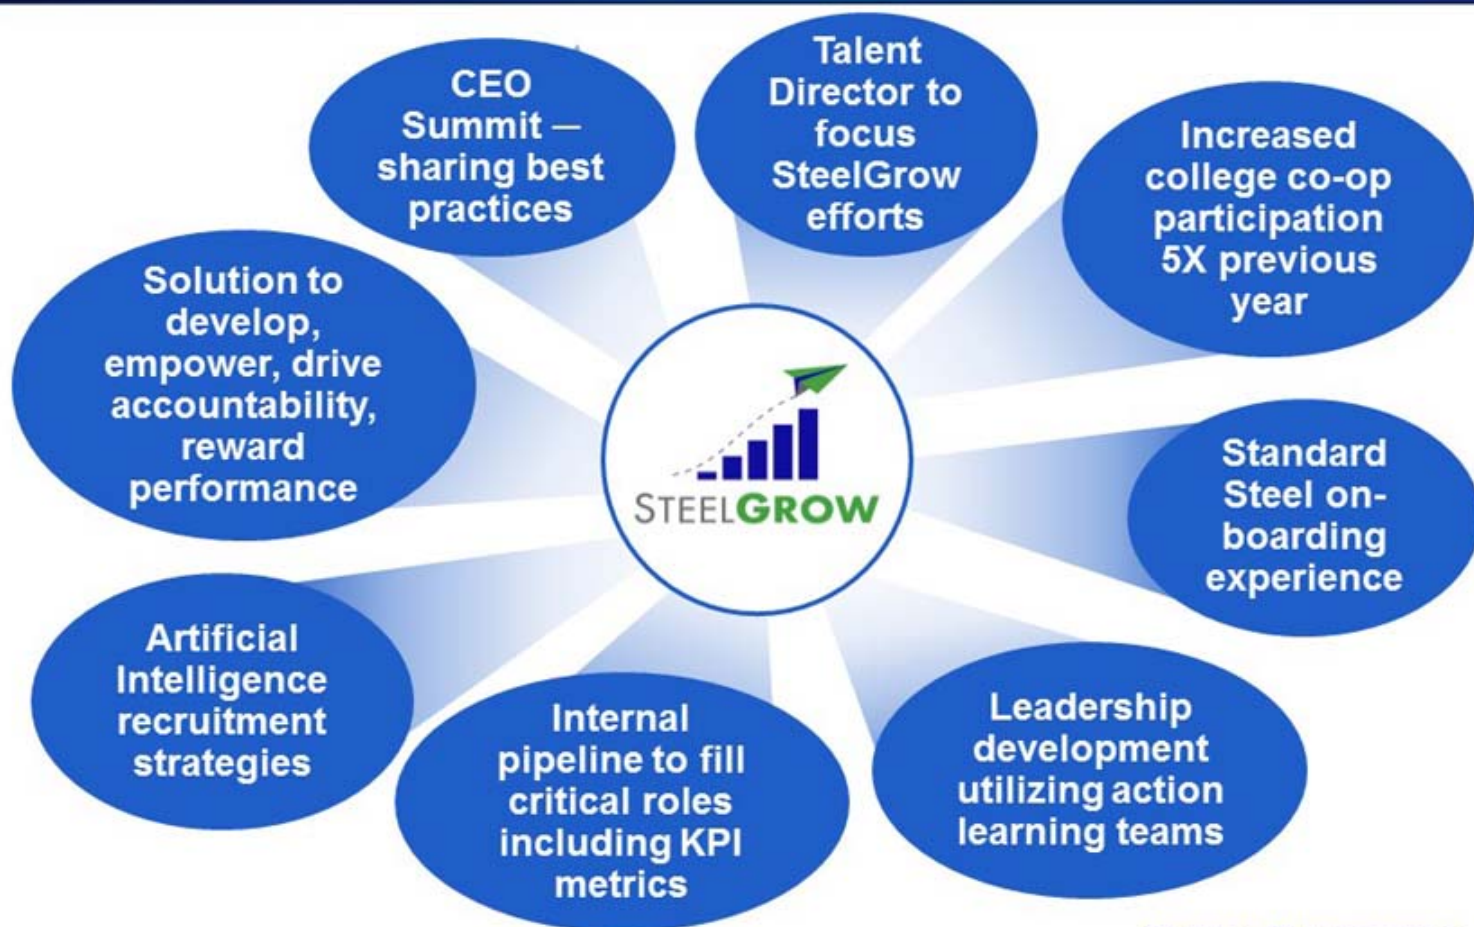 CEO
Summit —
sharing best
practices
Talent
Director to
focus
SteelGrow
efforts
Increased
college co-op
participation
5X previous
year
Solution to
develop,
empower, drive
accountability,
reward
performance
STEELGROW
Standard
Steel on-
boarding
experience
Artificial
Intelligence
recruitment
strategies
Internal
pipeline to fill
critical roles
including KPI
metrics
Leadership
development
utilizing action
learning teams